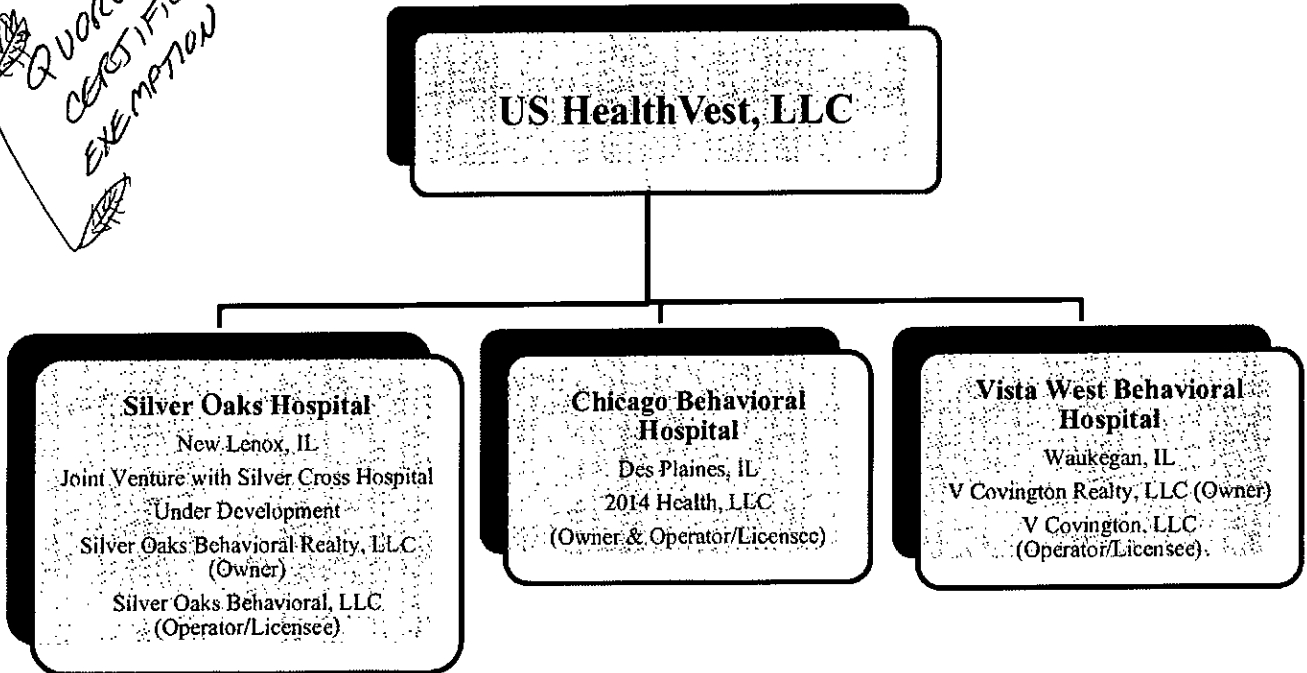 CERTIFIC
EXEMPTION
US HealthVest, LLC
Silver Oaks Hospital
New Lenox, IL
Joint Venture with Silver Cross Hospital
Under Development
Silver Oaks Behavioral Realty, LLC
(Owner)
Silver Oaks Behavioral, LLC
(Operator/Licensee)
Chicago Behavioral
Hospital
Des Plaines, IL
2014 Health, LLC
(Owner & Operator/Licensee)
Vista West Behavioral
Hospital
Waukegan, IL
V Covington Realty, LLC (Owner)
V Covington, LLC
(Operator/Licensee)